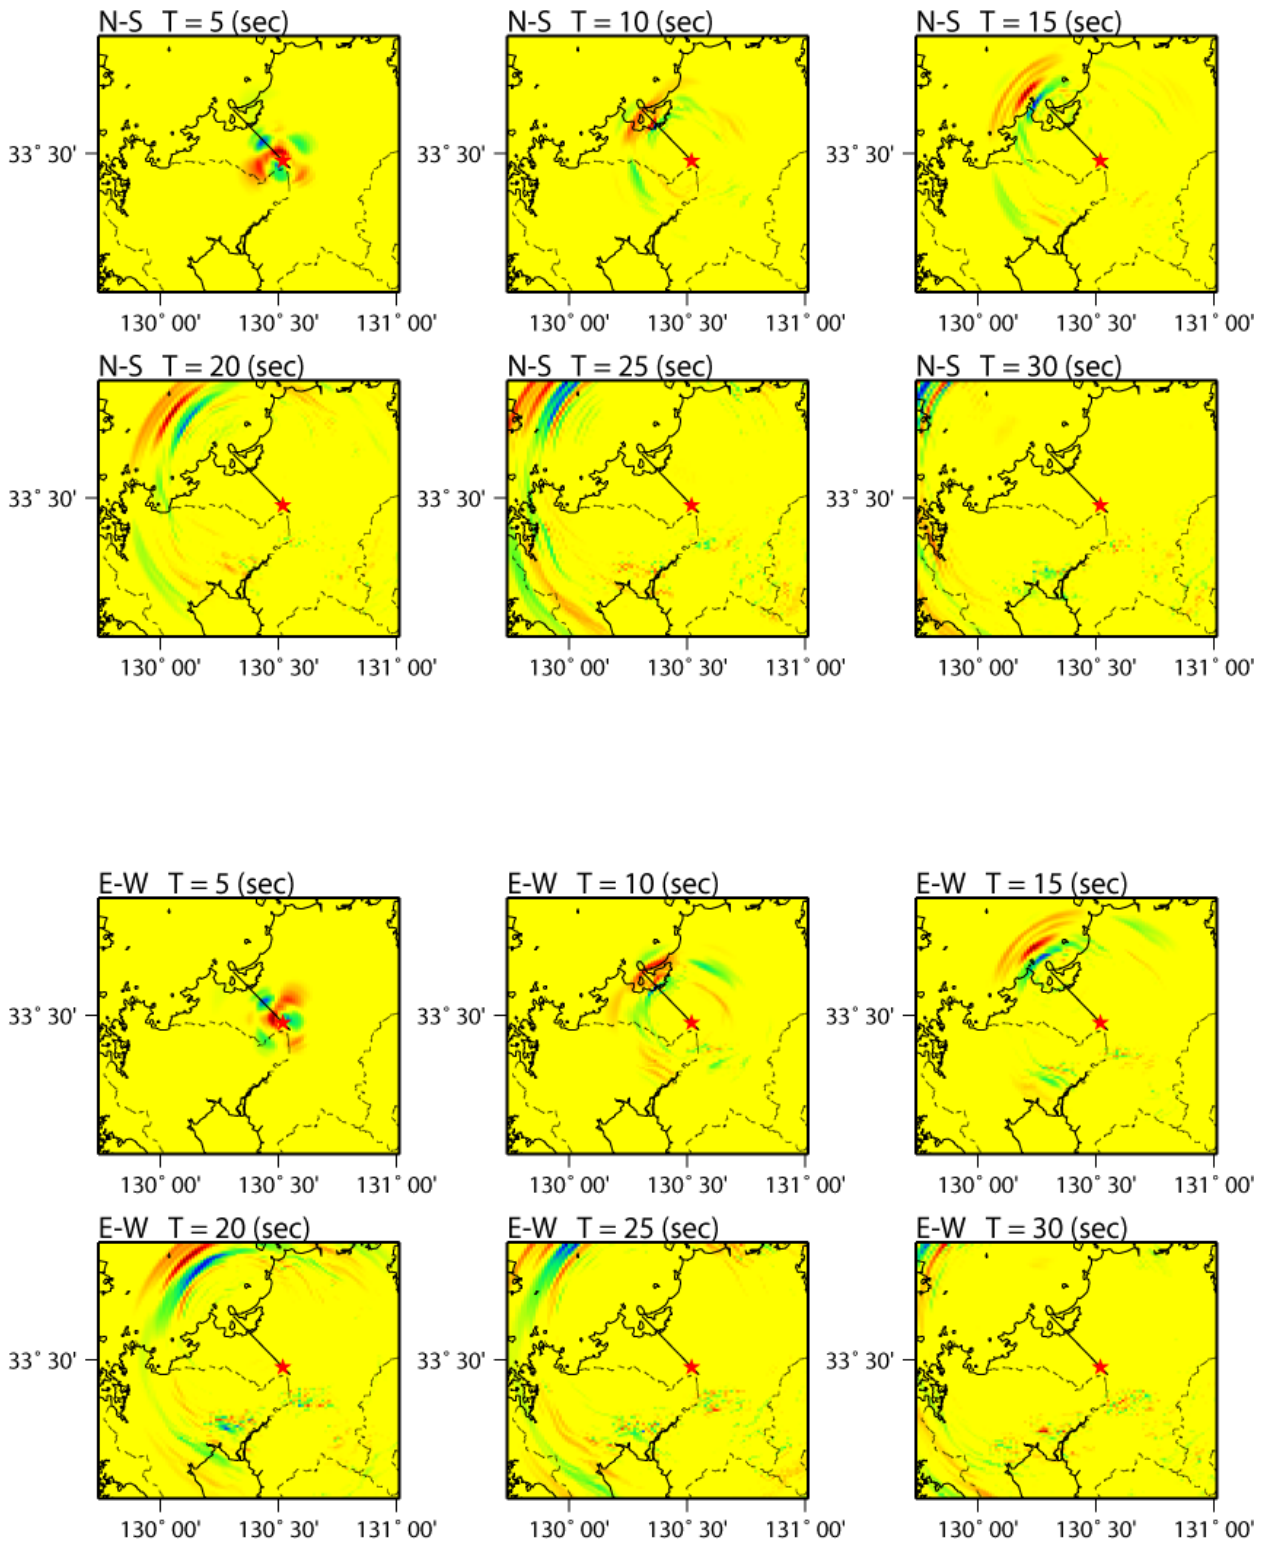 N-S T = 5 (sec) N-S T = 10 (sec) N-S T = 15 (sec)
33° 30' 33° 30' 33° 30'
130° 00' 130° 30' 131° 00' 130° 00' 130° 30' 131° 00' 130° 00' 130° 30' 131° 00'
N-S T = 20 (sec) N-S T = 25 (sec) N-S T = 30 (sec)
33° 30' 33° 30' 33° 30'
130° 00' 130° 30' 131° 00' 130° 00' 130° 30' 131° 00' 130° 00' 130° 30' 131° 00'
E-W T = 5 (sec) E-W T = 10 (sec) E-W T = 15 (sec)
33° 30' 33° 30' 33° 30'
130° 00' 130° 30' 131° 00' 130° 00' 130° 30' 131° 00' 130° 00' 130° 30' 131° 00'
E-W T = 20 (sec) E-W T = 25 (sec) E-W T = 30 (sec)
33° 30' 33° 30' 33° 30'
130° 00' 130° 30' 131° 00' 130° 00' 130° 30' 131° 00' 130° 00' 130° 30' 131° 00'